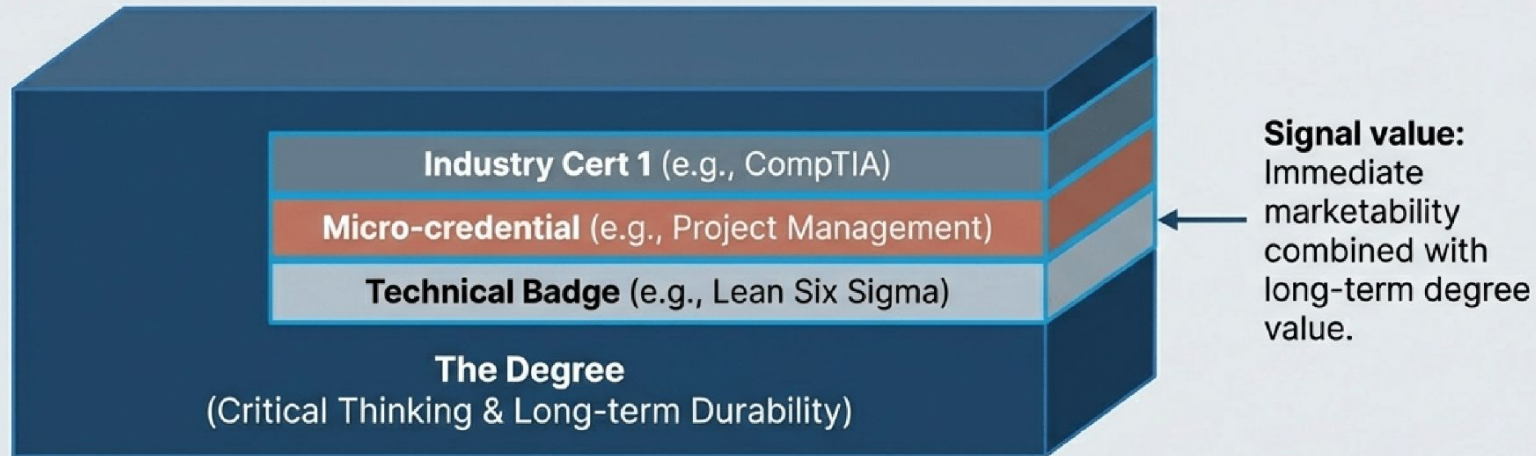 Industry Cert 1 (e.g., CompTIA)
Micro-credential (e.g., Project Management)
Technical Badge (e.g., Lean Six Sigma)
The Degree
(Critical Thinking & Long-term Durability)
Signal value:
Immediate
marketability
combined with
long-term degree
value.